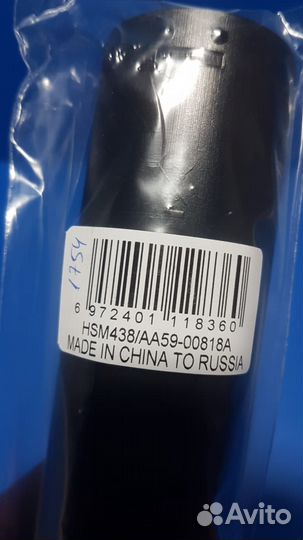 1754
6 972401 118360
HSM438/AA59-00818A
MADE IN CHINA TO RUSSIA
Avito